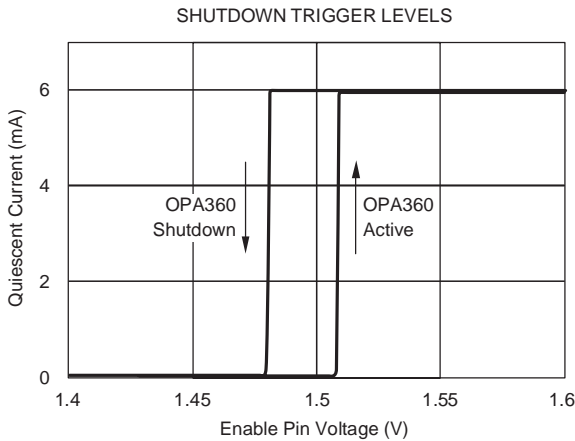 SHUTDOWN TRIGGER LEVELS
Quiescent Current (mA)
6
4
2
0
OPA360
Shutdown
OPA360
Active
1.4
1.45
1.5
1.55
1.6
Enable Pin Voltage (V)